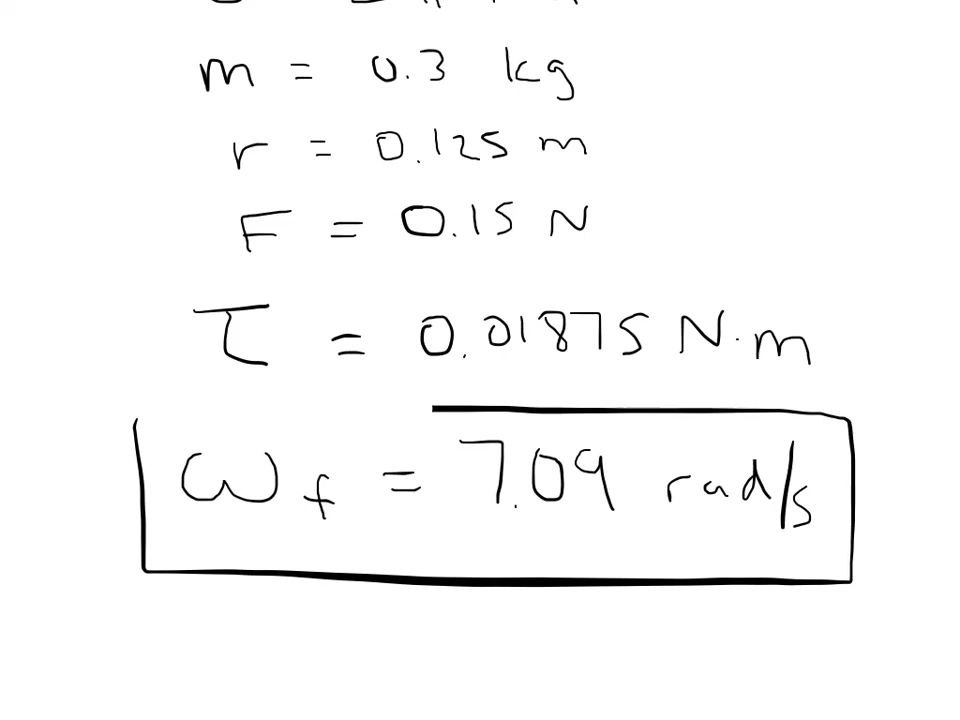 m = 0.3 kg
r = 0.125 m
F = 0.15 N
τ = 0.01875 N·m
ω_f = 7.09 rad/s